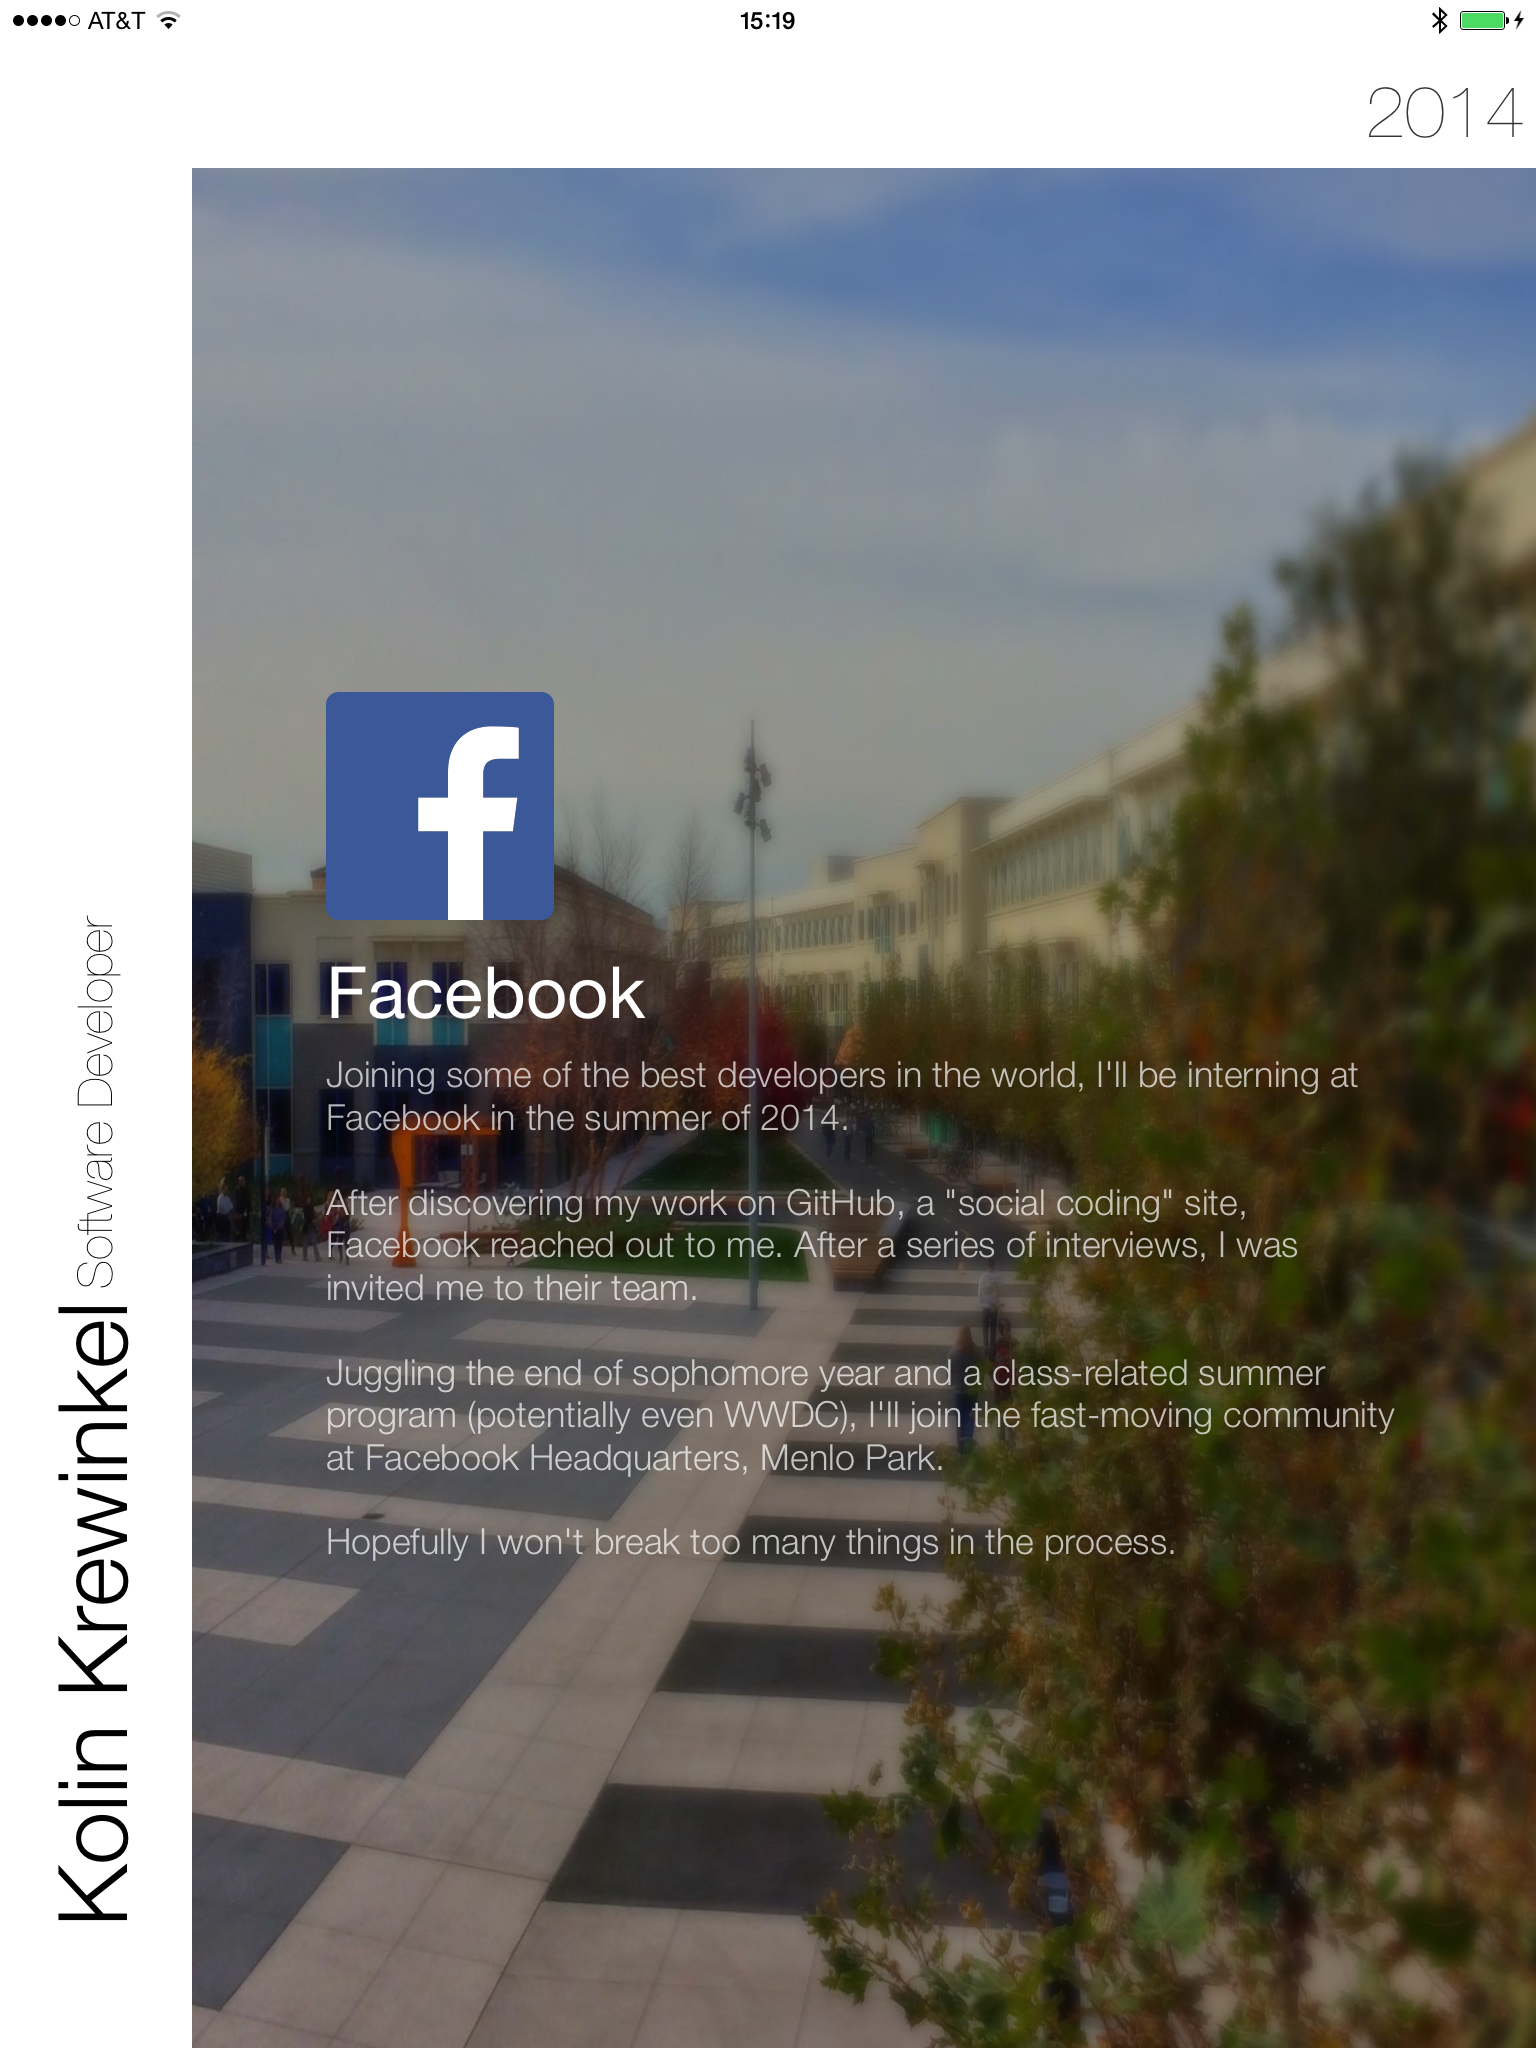 AT&T 15:19
2014
Kolin Krewinkel Software Developer
Facebook
Joining some of the best developers in the world, I'll be interning at
Facebook in the summer of 2014.
After discovering my work on GitHub, a "social coding" site,
Facebook reached out to me. After a series of interviews, I was
invited me to their team.
Juggling the end of sophomore year and a class-related summer
program (potentially even WWDC), I'll join the fast-moving community
at Facebook Headquarters, Menlo Park.
Hopefully I won't break too many things in the process.